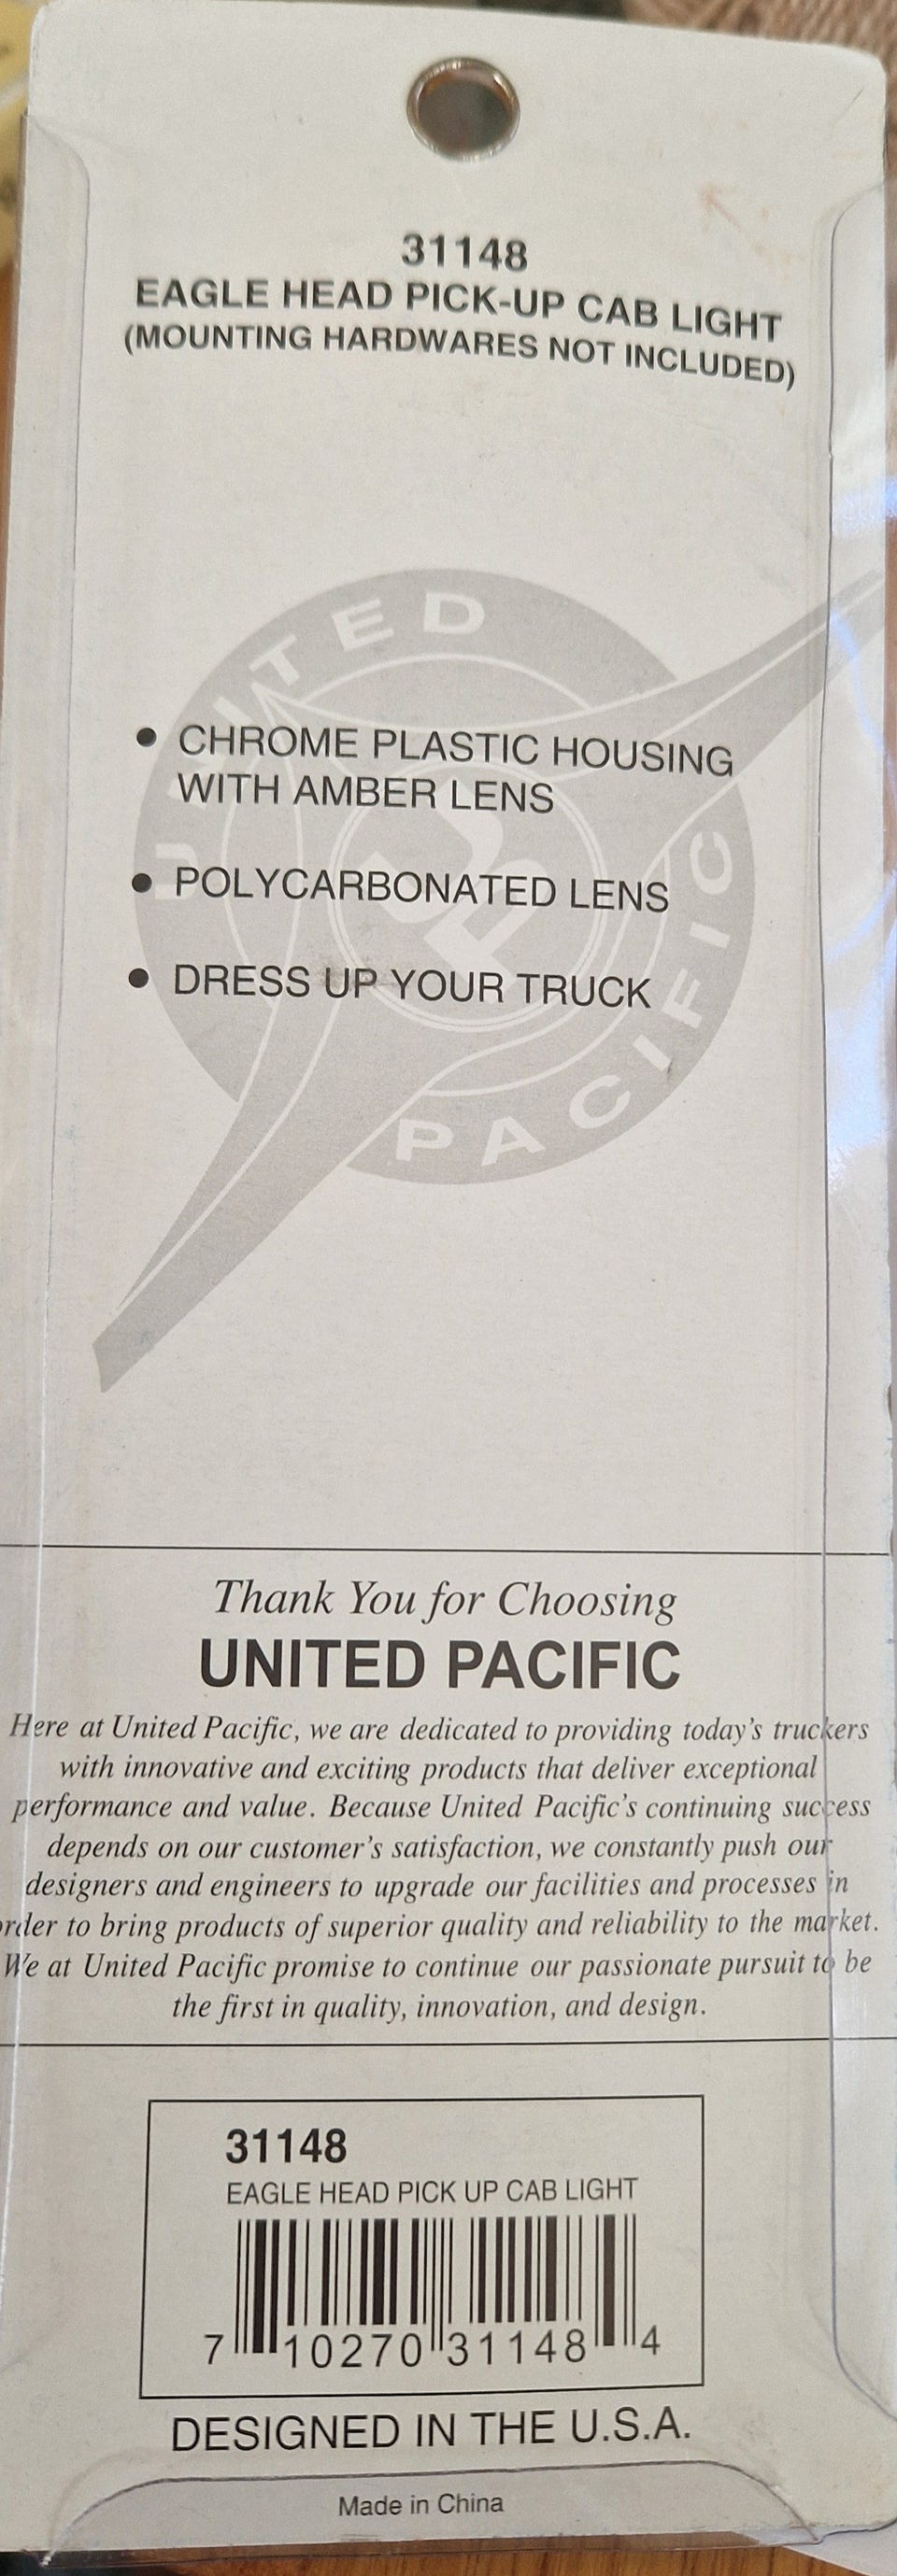 31148
EAGLE HEAD PICK-UP CAB LIGHT
(MOUNTING HARDWARES NOT INCLUDED)
UNITED
PACIFIC
UP
• CHROME PLASTIC HOUSING
WITH AMBER LENS
• POLYCARBONATED LENS
• DRESS UP YOUR TRUCK
Thank You for Choosing
UNITED PACIFIC
Here at United Pacific, we are dedicated to providing today's truckers
with innovative and exciting products that deliver exceptional
performance and value. Because United Pacific's continuing success
depends on our customer's satisfaction, we constantly push our
designers and engineers to upgrade our facilities and processes in
order to bring products of superior quality and reliability to the market.
We at United Pacific promise to continue our passionate pursuit to be
the first in quality, innovation, and design.
31148
EAGLE HEAD PICK UP CAB LIGHT
7 10270 31148 4
DESIGNED IN THE U.S.A.
Made in China